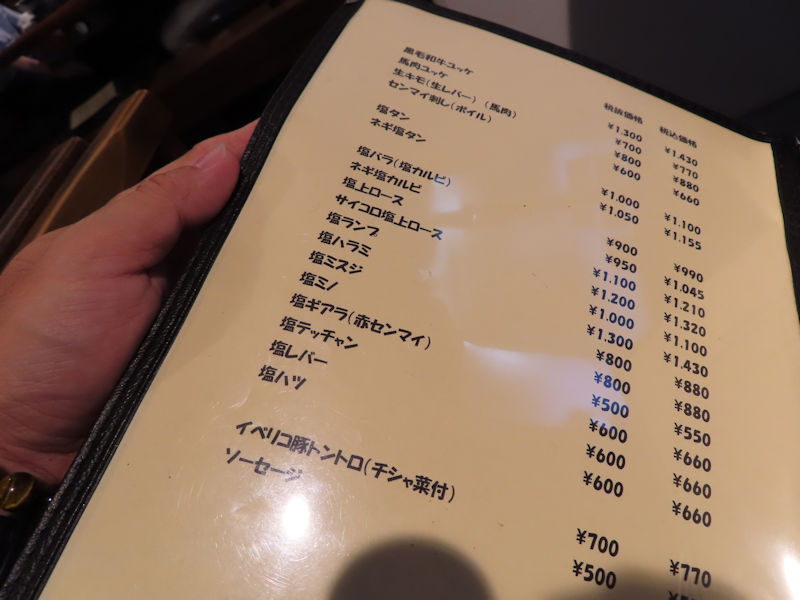 税抜価格 税込価格
黒毛和牛ユッケ ¥1.300 ¥1.430
馬肉ユッケ ¥700 ¥770
生キモ(生レバー)(馬肉) ¥800 ¥880
センマイ刺し(ボイル) ¥600 ¥660
塩タン ¥1.000 ¥1.100
ネギ塩タン ¥1.050 ¥1.155
塩バラ(塩カルビ) ¥900 ¥990
ネギ塩カルビ ¥950 ¥1.045
塩上ロース ¥1.100 ¥1.210
サイコロ塩上ロース ¥1.200 ¥1.320
塩ランプ ¥1.000 ¥1.100
塩ハラミ ¥1.300 ¥1.430
塩ミスジ ¥800 ¥880
塩ミノ ¥800 ¥880
塩ギアラ(赤センマイ) ¥500 ¥550
塩テッチャン ¥600 ¥660
塩レバー ¥600 ¥660
塩ハツ ¥600 ¥660
イベリコ豚トントロ(チシャ菜付) ¥700 ¥770
ソーセージ ¥500